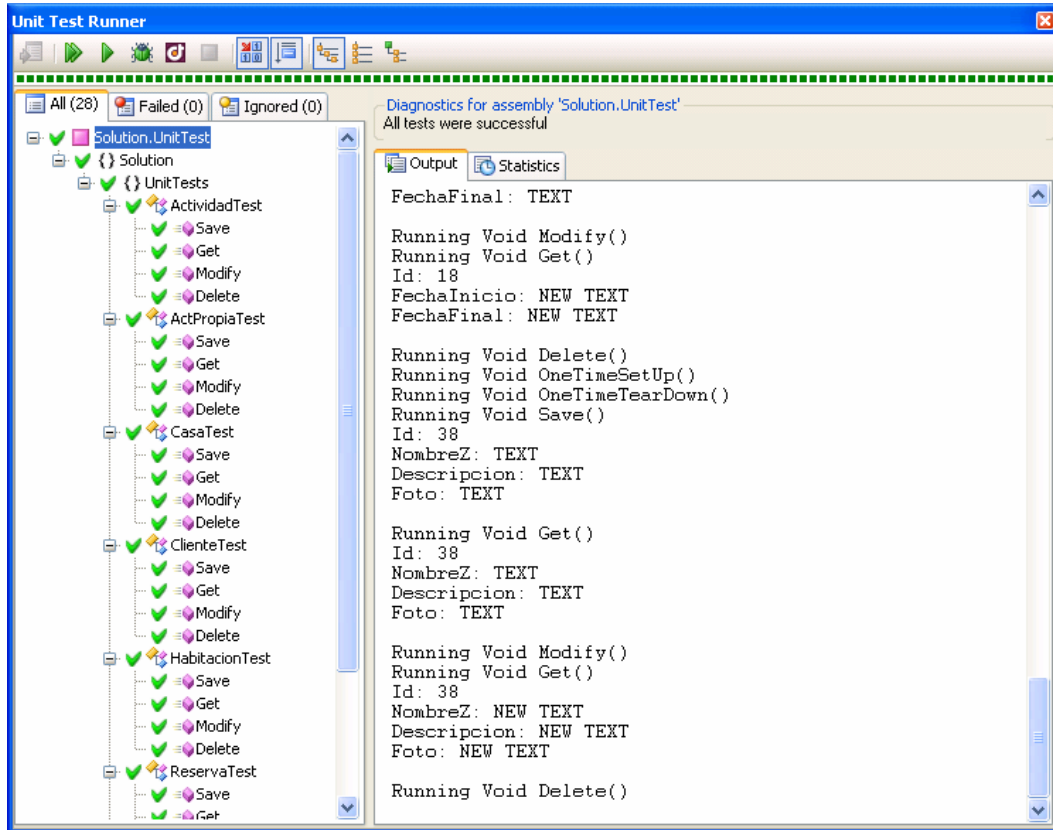 Unit Test Runner
All (28) Failed (0) Ignored (0)
Solution.UnitTest
{} Solution
{} UnitTests
ActividadTest
Save
Get
Modify
Delete
ActPropiaTest
Save
Get
Modify
Delete
CasaTest
Save
Get
Modify
Delete
ClienteTest
Save
Get
Modify
Delete
HabitacionTest
Save
Get
Modify
Delete
ReservaTest
Save
Get
Diagnostics for assembly 'Solution.UnitTest'
All tests were successful
Output Statistics
FechaFinal: TEXT
Running Void Modify()
Running Void Get()
Id: 18
FechaInicio: NEW TEXT
FechaFinal: NEW TEXT
Running Void Delete()
Running Void OneTimeSetUp()
Running Void OneTimeTearDown()
Running Void Save()
Id: 38
NombreZ: TEXT
Descripcion: TEXT
Foto: TEXT
Running Void Get()
Id: 38
NombreZ: TEXT
Descripcion: TEXT
Foto: TEXT
Running Void Modify()
Running Void Get()
Id: 38
NombreZ: NEW TEXT
Descripcion: NEW TEXT
Foto: NEW TEXT
Running Void Delete()